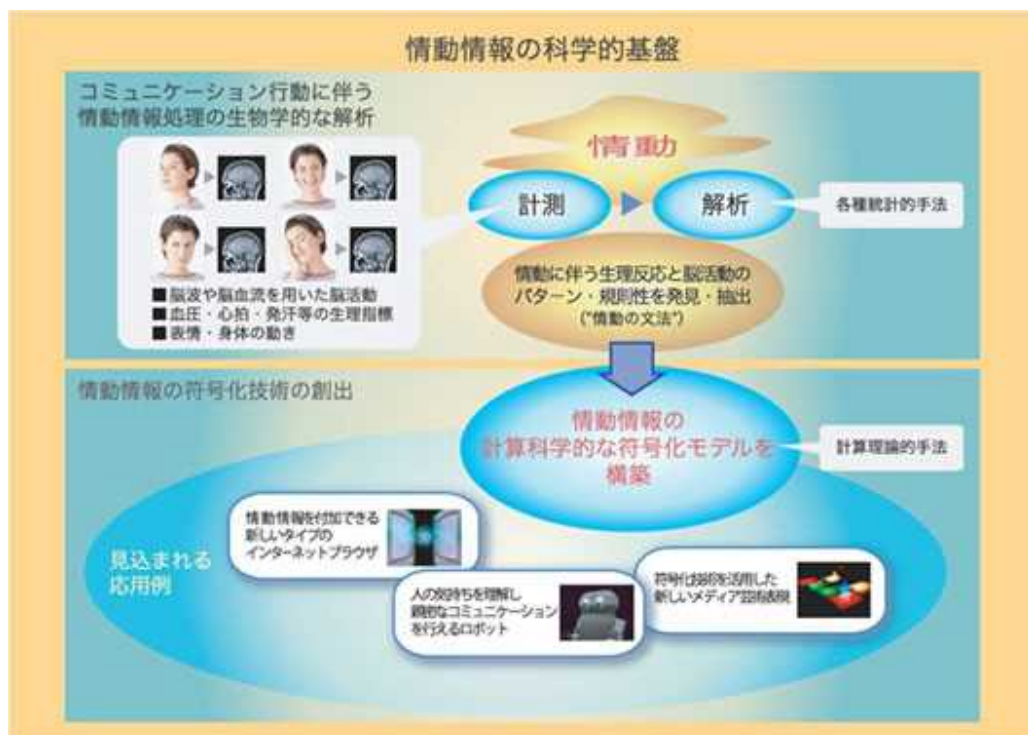 情動情報の科学的基盤
コミュニケーション行動に伴う
情動情報処理の生物学的な解析
■脳波や脳血流を用いた脳活動
■血圧・心拍・発汗等の生理指標
■表情・身体の動き
情動
計測
解析
各種統計的手法
情動に伴う生理反応と脳活動の
パターン・規則性を発見・抽出
("情動の文法")
情動情報の符号化技術の創出
情動情報の
計算科学的な符号化モデルを
構築
計算理論的手法
見込まれる
応用例
情動情報を付加できる
新しいタイプの
インターネットブラウザ
人の気持ちを理解し
親密なコミュニケーション
を行えるロボット
符号化技術を活用した
新しいメディア芸術表現